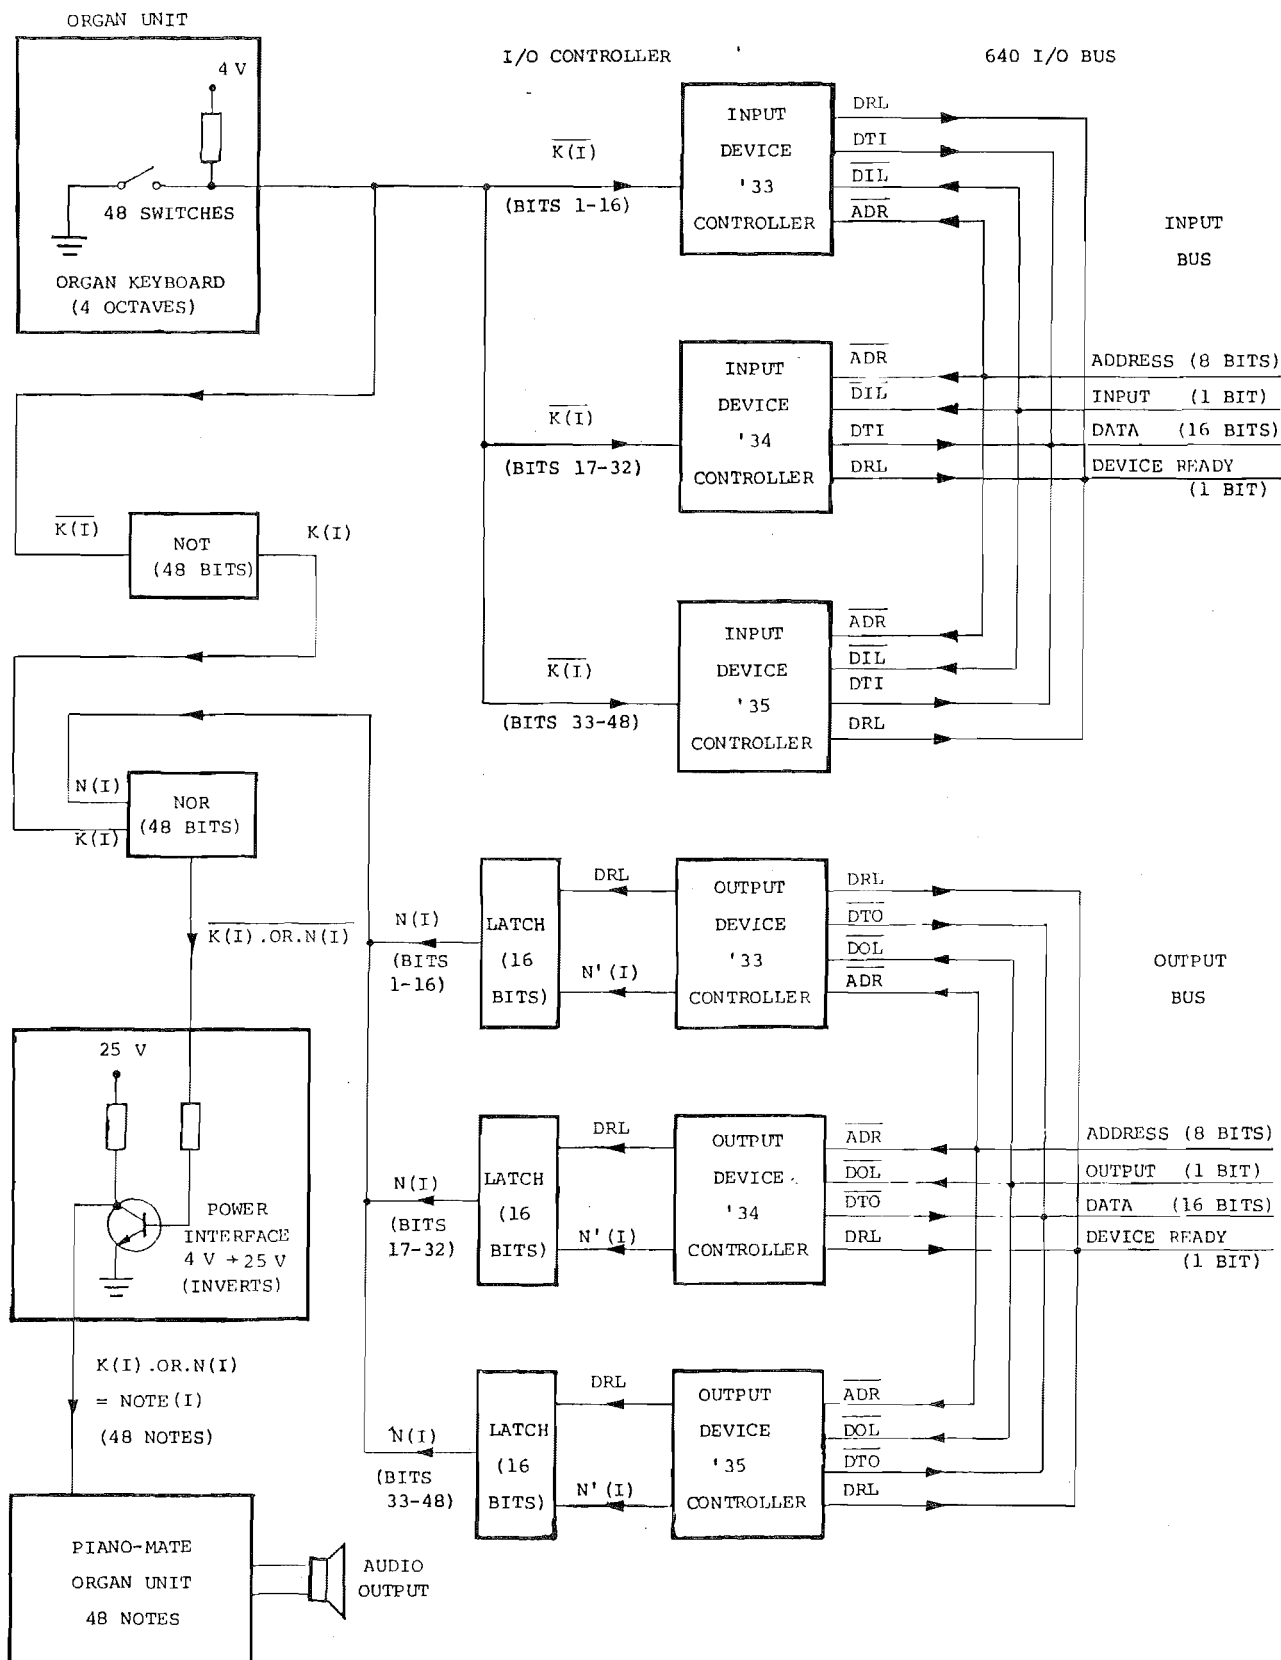 ORGAN UNIT
4 V
48 SWITCHES
ORGAN KEYBOARD
(4 OCTAVES)
I/O CONTROLLER
640 I/O BUS
K(I)
(BITS 1-16)
INPUT
DEVICE
'33
CONTROLLER
DRL
DTI
DIL
ADR
INPUT
BUS
K(I)
(BITS 17-32)
INPUT
DEVICE
'34
CONTROLLER
ADR
DIL
DTI
DRL
ADDRESS (8 BITS)
INPUT (1 BIT)
DATA (16 BITS)
DEVICE READY
(1 BIT)
K(I)
NOT
(48 BITS)
K(I)
K(I)
(BITS 33-48)
INPUT
DEVICE
'35
CONTROLLER
ADR
DIL
DTI
DRL
N(I)
K(I)
NOR
(48 BITS)
K(I).OR.N(I)
N(I)
(BITS
1-16)
LATCH
(16
BITS)
DRL
N'(I)
OUTPUT
DEVICE
'33
CONTROLLER
DRL
DTO
DOL
ADR
OUTPUT
BUS
25 V
POWER
INTERFACE
4 V → 25 V
(INVERTS)
N(I)
(BITS
17-32)
LATCH
(16
BITS)
DRL
N'(I)
OUTPUT
DEVICE
'34
CONTROLLER
ADR
DOL
DTO
DRL
ADDRESS (8 BITS)
OUTPUT (1 BIT)
DATA (16 BITS)
DEVICE READY
(1 BIT)
K(I).OR.N(I)
= NOTE(I)
(48 NOTES)
N(I)
(BITS
33-48)
LATCH
(16
BITS)
DRL
N'(I)
OUTPUT
DEVICE
'35
CONTROLLER
ADR
DOL
DTO
DRL
PIANO-MATE
ORGAN UNIT
48 NOTES
AUDIO
OUTPUT